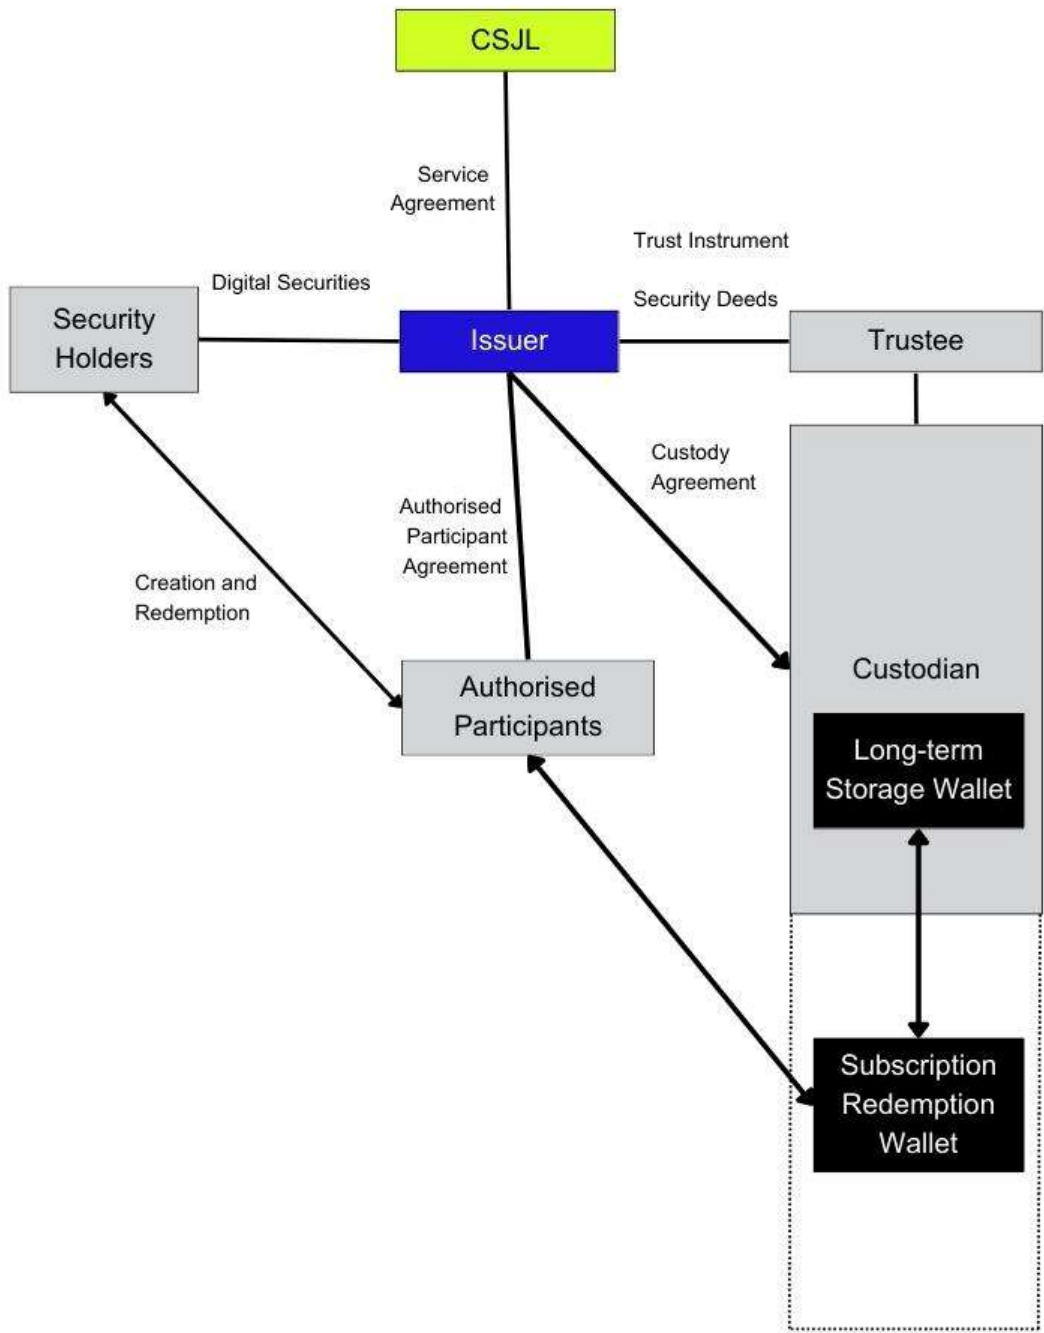 CSJL
Service
Agreement
Trust Instrument
Digital Securities
Security Deeds
Security
Holders
Issuer
Trustee
Custody
Agreement
Authorised
Participant
Agreement
Creation and
Redemption
Custodian
Authorised
Participants
Long-term
Storage Wallet
Subscription
Redemption
Wallet